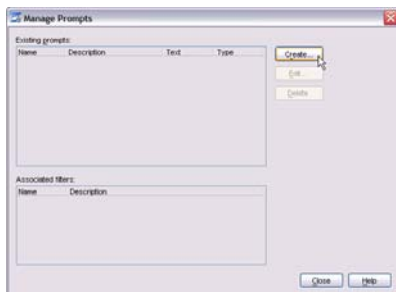 Manage Prompts
Existing prompts:
Name Description Text Type
Create...
Edit...
Delete
Associated filters:
Name Description
Close Help